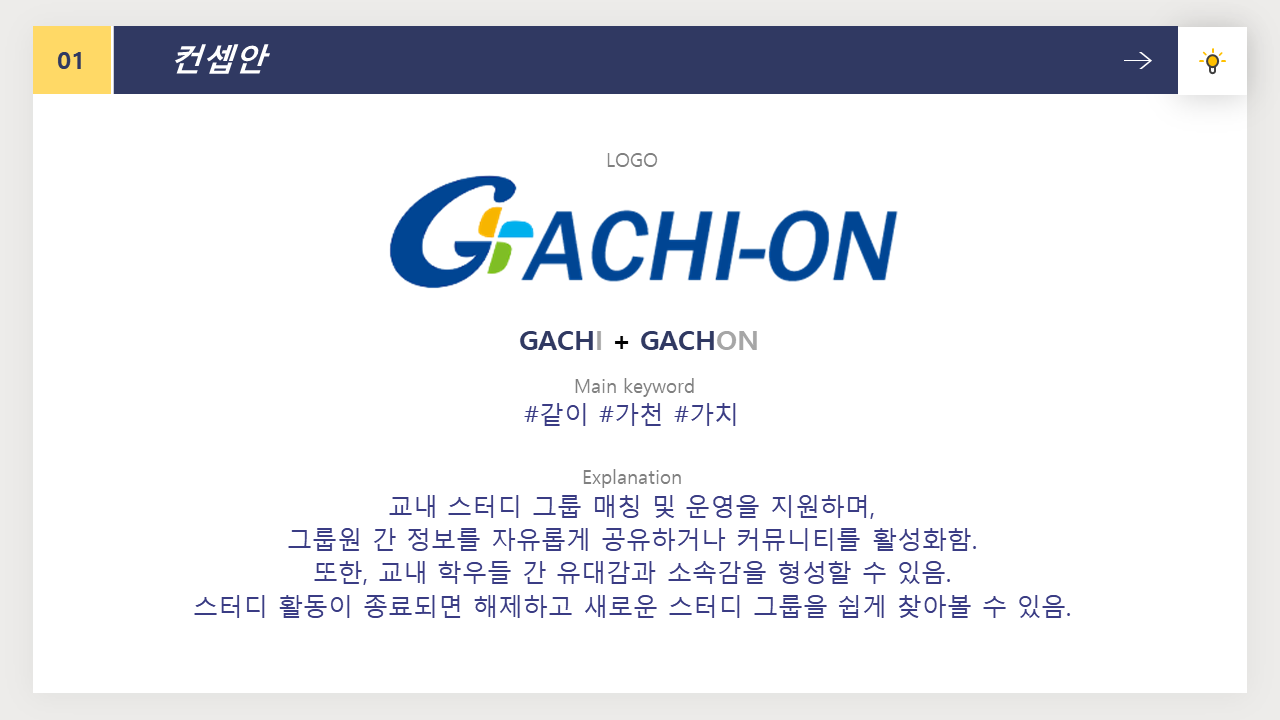 01
컨셉안
LOGO
GACHI-ON
GACHI + GACHON
Main keyword
#같이 #가천 #가치
Explanation
교내 스터디 그룹 매칭 및 운영을 지원하며,
그룹원 간 정보를 자유롭게 공유하거나 커뮤니티를 활성화함.
또한, 교내 학우들 간 유대감과 소속감을 형성할 수 있음.
스터디 활동이 종료되면 해제하고 새로운 스터디 그룹을 쉽게 찾아볼 수 있음.